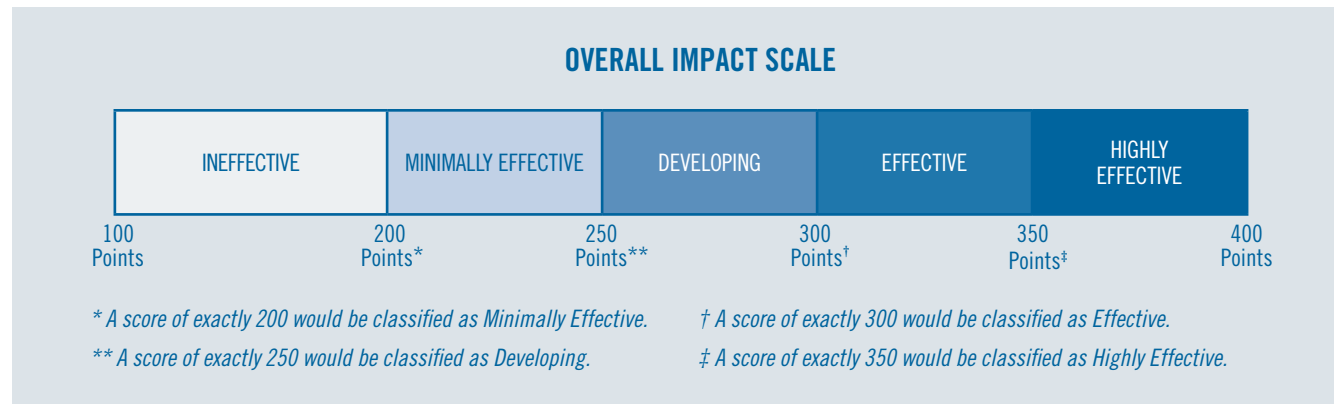 OVERALL IMPACT SCALE
INEFFECTIVE
MINIMALLY EFFECTIVE
DEVELOPING
EFFECTIVE
HIGHLY
EFFECTIVE
100
Points
200
Points*
250
Points**
300
Points†
350
Points‡
400
Points
* A score of exactly 200 would be classified as Minimally Effective.
** A score of exactly 250 would be classified as Developing.
† A score of exactly 300 would be classified as Effective.
‡ A score of exactly 350 would be classified as Highly Effective.